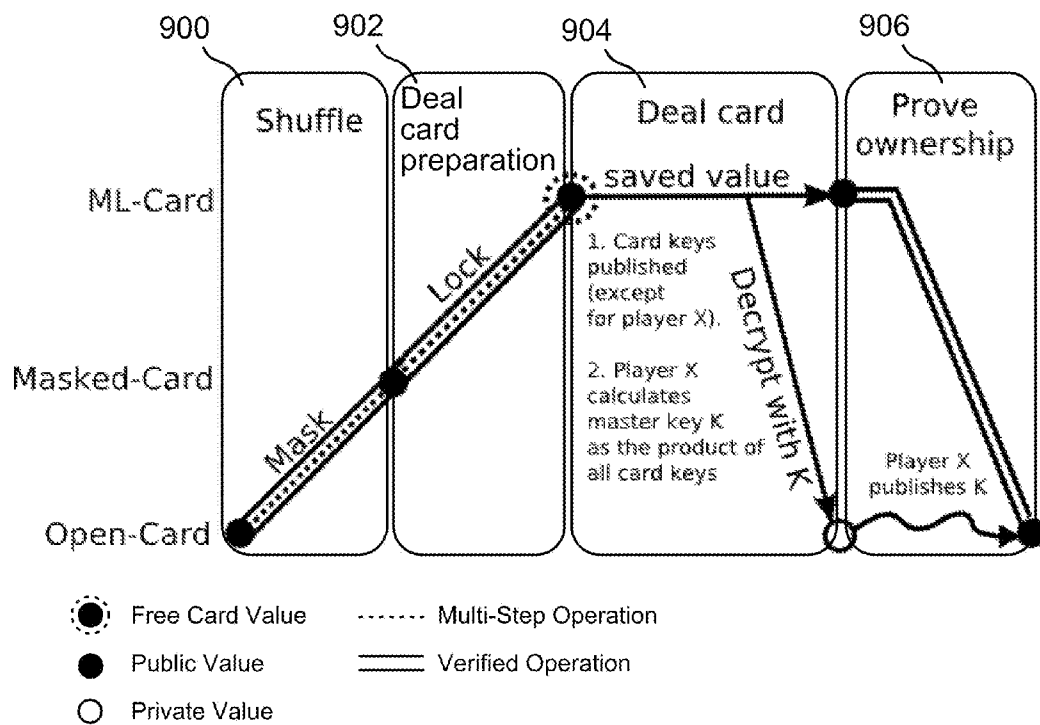 900
902
904
906
Shuffle
Deal
card
preparation
Deal card
Prove
ownership
ML-Card
saved value
1. Card keys
published
(except
for player X).
Lock
Decrypt with K
Masked-Card
2. Player X
calculates
master key K
as the product of
all card keys
Mask
Player X
publishes K
Open-Card
Free Card Value
Multi-Step Operation
Public Value
Verified Operation
Private Value